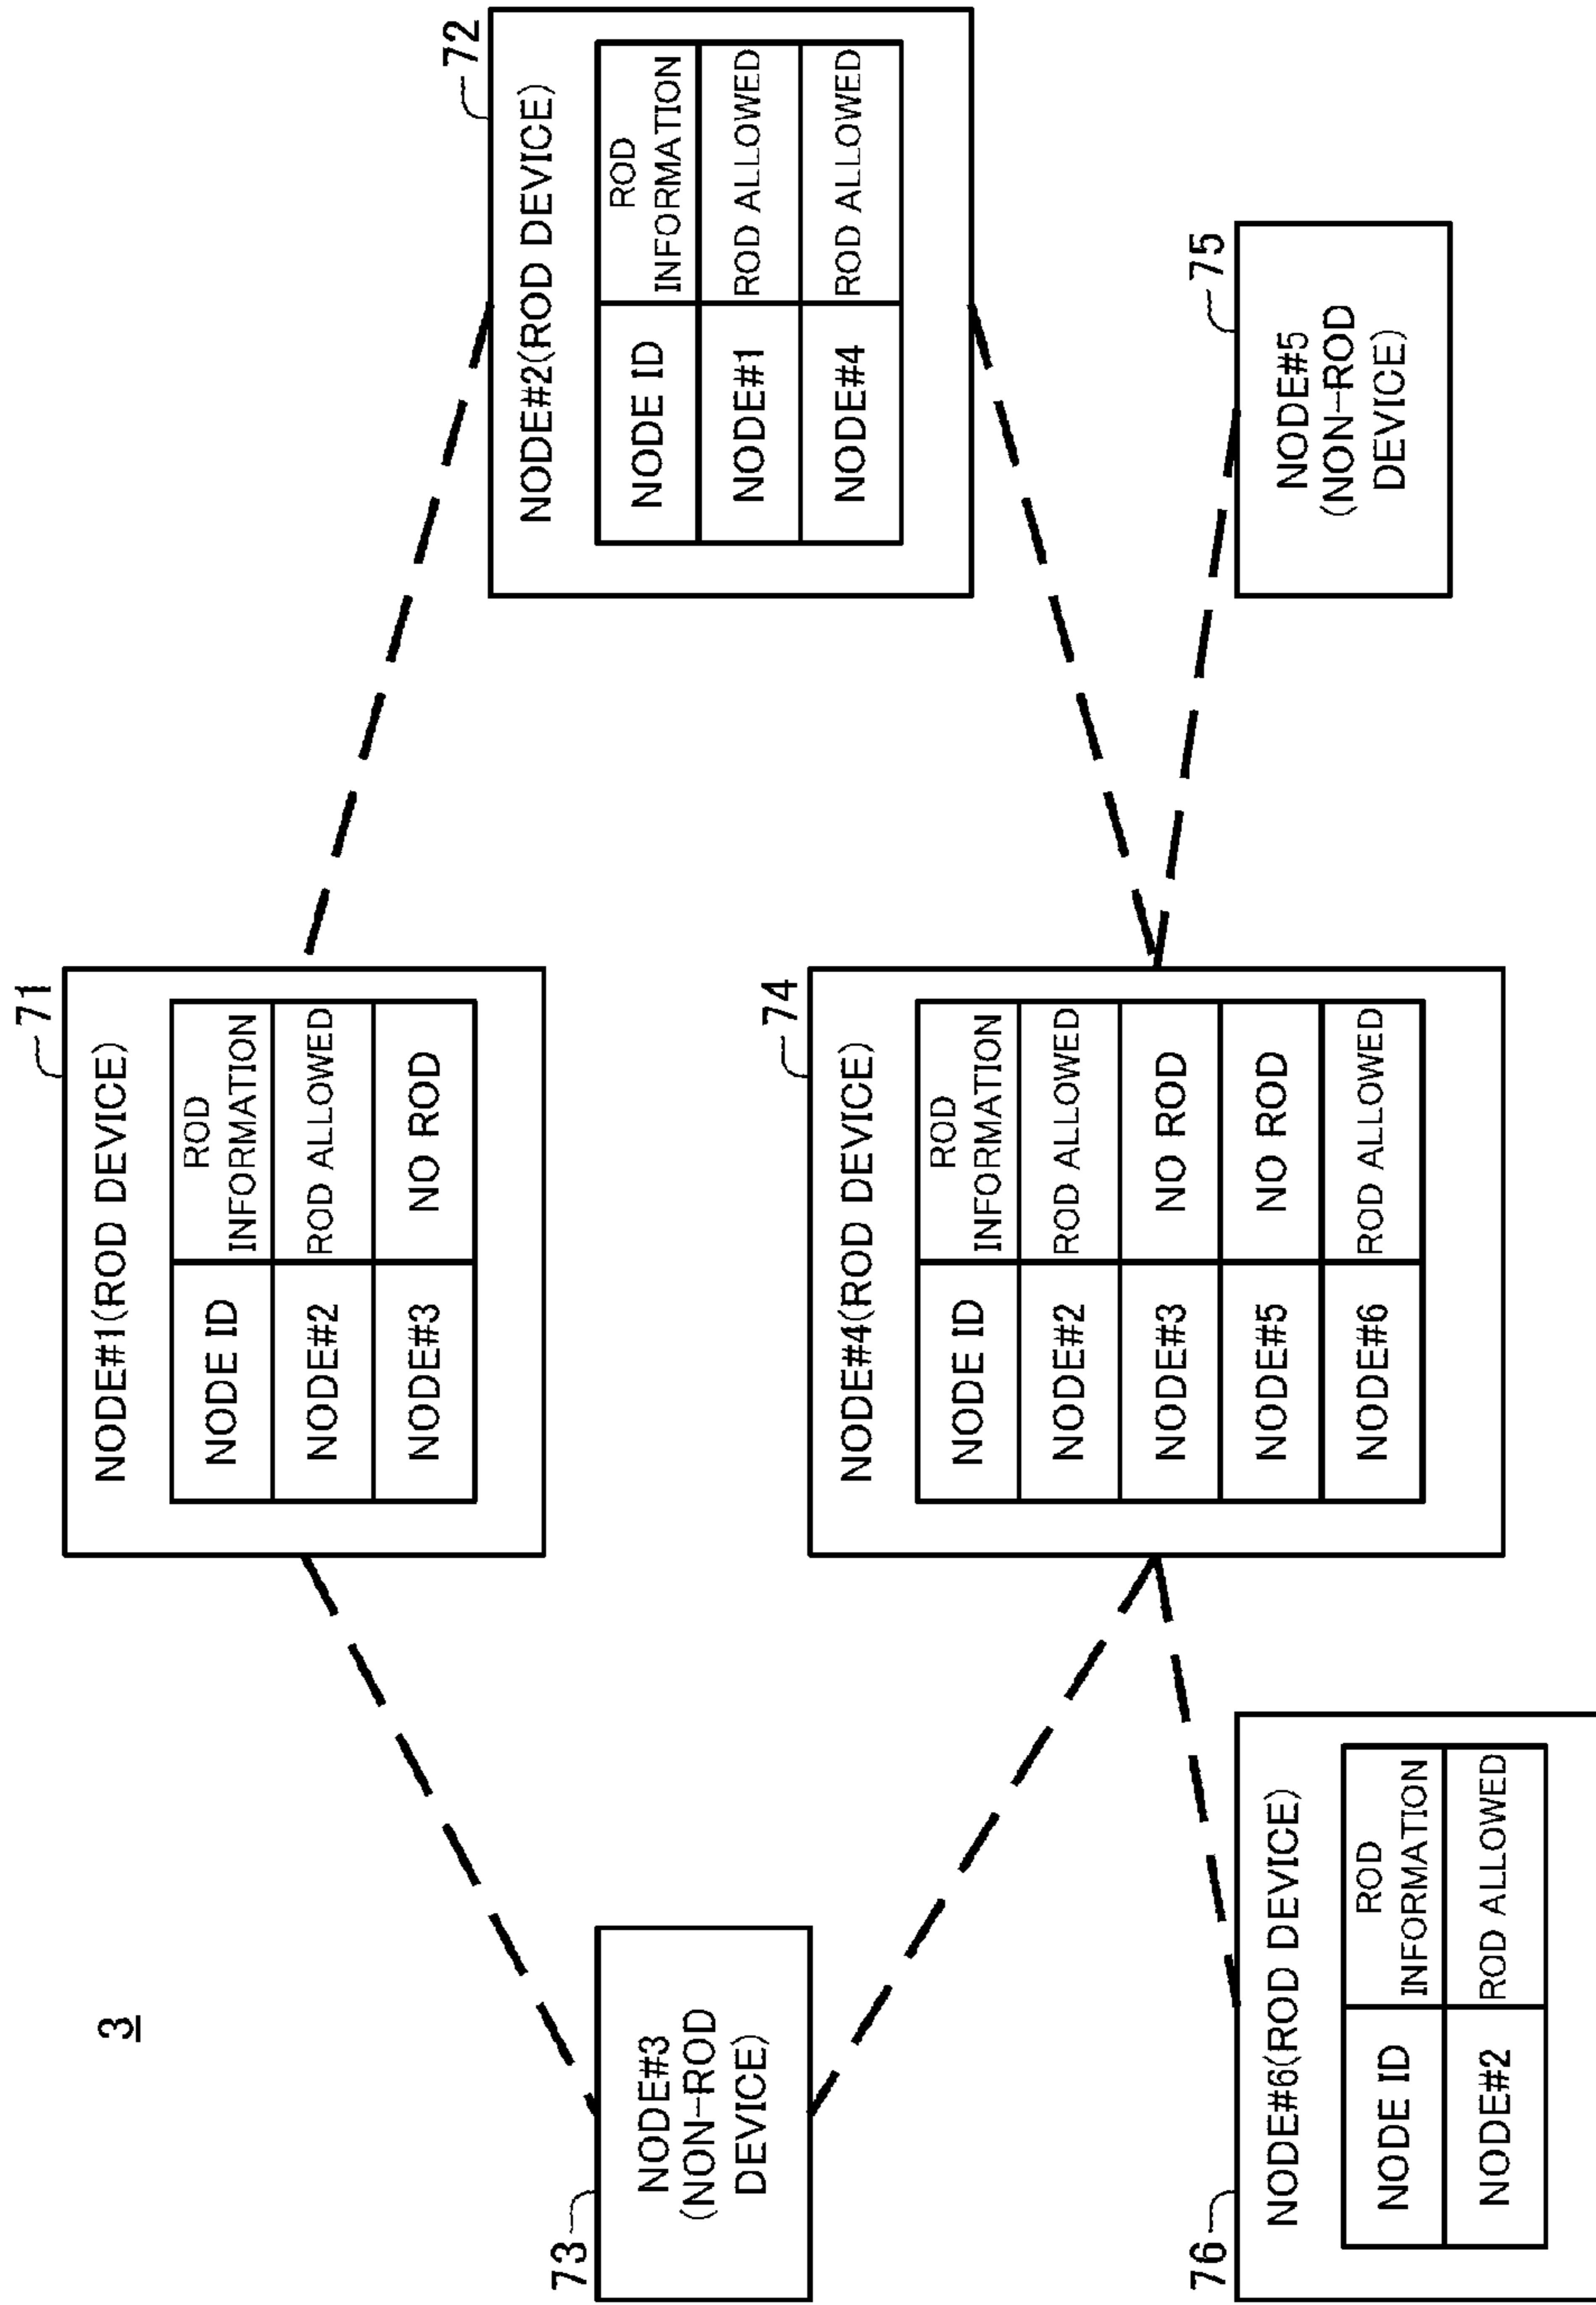 3
71
NODE#1(ROD DEVICE)
NODE ID
ROD
INFORMATION
NODE#2
ROD ALLOWED
NODE#3
NO ROD
72
NODE#2(ROD DEVICE)
NODE ID
ROD
INFORMATION
NODE#1
ROD ALLOWED
NODE#4
ROD ALLOWED
73
NODE#3
(NON-ROD
DEVICE)
74
NODE#4(ROD DEVICE)
NODE ID
ROD
INFORMATION
NODE#2
ROD ALLOWED
NODE#3
NO ROD
NODE#5
NO ROD
NODE#6
ROD ALLOWED
75
NODE#5
(NON-ROD
DEVICE)
76
NODE#6(ROD DEVICE)
NODE ID
ROD
INFORMATION
NODE#2
ROD ALLOWED